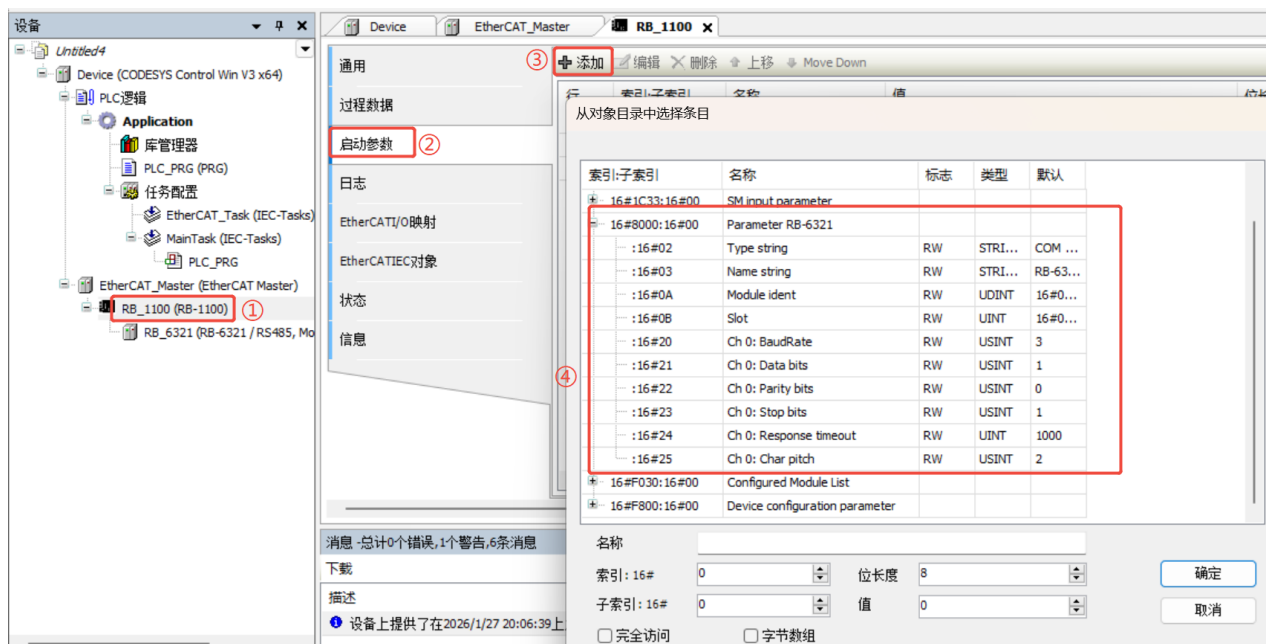 设备
Untitled4
Device (CODESYS Control Win V3 x64)
PLC逻辑
Application
库管理器
PLC_PRG (PRG)
任务配置
EtherCAT_Task (IEC-Tasks)
MainTask (IEC-Tasks)
PLC_PRG
EtherCAT_Master (EtherCAT Master)
RB_1100 (RB-1100) ①
RB_6321 (RB-6321 / RS485, Mo
Device EtherCAT_Master RB_1100
通用
过程数据
启动参数 ②
日志
EtherCATI/O映射
EtherCATIEC对象
状态
信息
③ 添加 编辑 删除 上移 Move Down
行 索引:子索引 名称 值 位长
从对象目录中选择条目
索引:子索引 名称 标志 类型 默认
16#1C33:16#00 SM input parameter
④
16#8000:16#00 Parameter RB-6321
:16#02 Type string RW STRI... COM ...
:16#03 Name string RW STRI... RB-63...
:16#0A Module ident RW UDINT 16#0...
:16#0B Slot RW UINT 16#0...
:16#20 Ch 0: BaudRate RW USINT 3
:16#21 Ch 0: Data bits RW USINT 1
:16#22 Ch 0: Parity bits RW USINT 0
:16#23 Ch 0: Stop bits RW USINT 1
:16#24 Ch 0: Response timeout RW UINT 1000
:16#25 Ch 0: Char pitch RW USINT 2
16#F030:16#00 Configured Module List
16#F800:16#00 Device configuration parameter
名称
索引: 16# 0 位长度 8 确定
子索引: 16# 0 值 0 取消
完全访问 字节数组
消息 -总计0个错误,1个警告,6条消息
下载
描述
设备上提供了在2026/1/27 20:06:39上